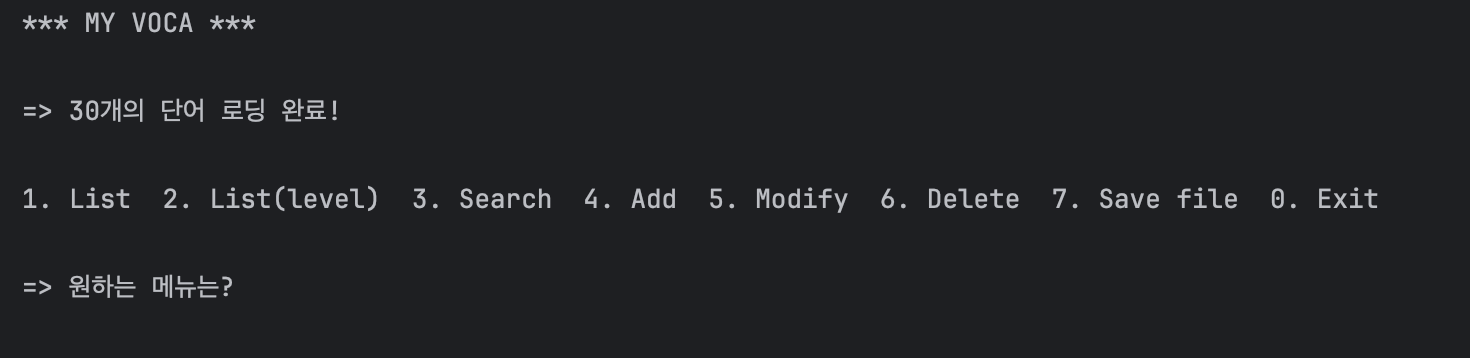 *** MY VOCA ***
=> 30개의 단어 로딩 완료!
1. List  2. List(level)  3. Search  4. Add  5. Modify  6. Delete  7. Save file  0. Exit
=> 원하는 메뉴는?